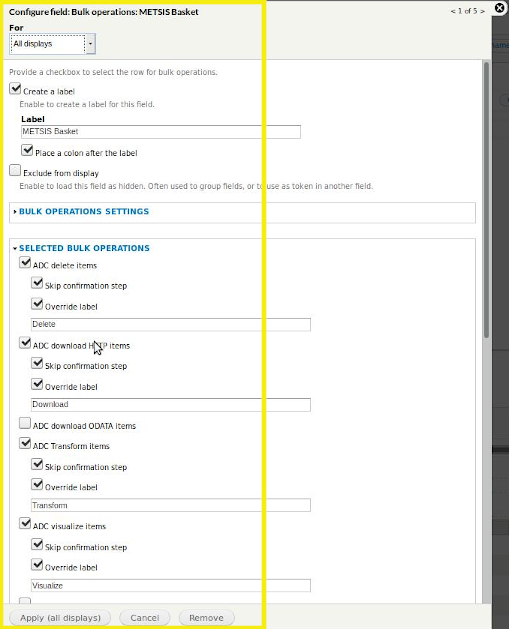 Configure field: Bulk operations: METSIS Basket
< 1 of 5 >
For
All displays
Provide a checkbox to select the row for bulk operations.
Create a label
Enable to create a label for this field.
Label
METSIS Basket
Place a colon after the label
Exclude from display
Enable to load this field as hidden. Often used to group fields, or to use as token in another field.
BULK OPERATIONS SETTINGS
SELECTED BULK OPERATIONS
ADC delete items
Skip confirmation step
Override label
Delete
ADC download HTTP items
Skip confirmation step
Override label
Download
ADC download ODATA items
ADC Transform items
Skip confirmation step
Override label
Transform
ADC visualize items
Skip confirmation step
Override label
Visualize
Apply (all displays)
Cancel
Remove